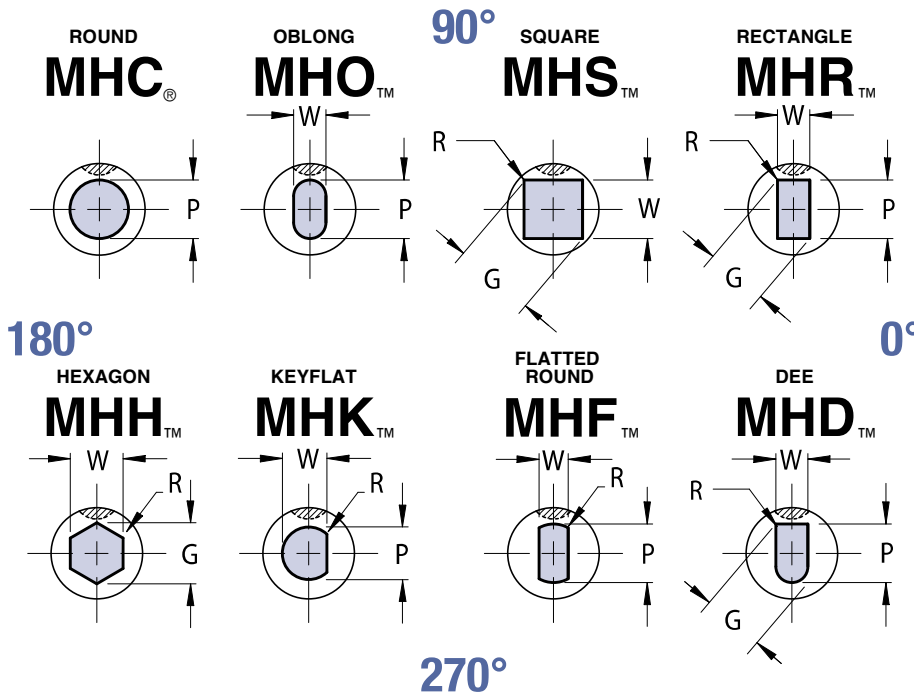 90°
ROUND
MHC®
P
OBLONG
MHO™
W
P
SQUARE
MHS™
R
W
G
RECTANGLE
MHR™
W
R
P
G
180°
0°
HEXAGON
MHH™
W
R
G
KEYFLAT
MHK™
W
R
P
FLATTED
ROUND
MHF™
W
R
P
DEE
MHD™
W
R
P
G
270°